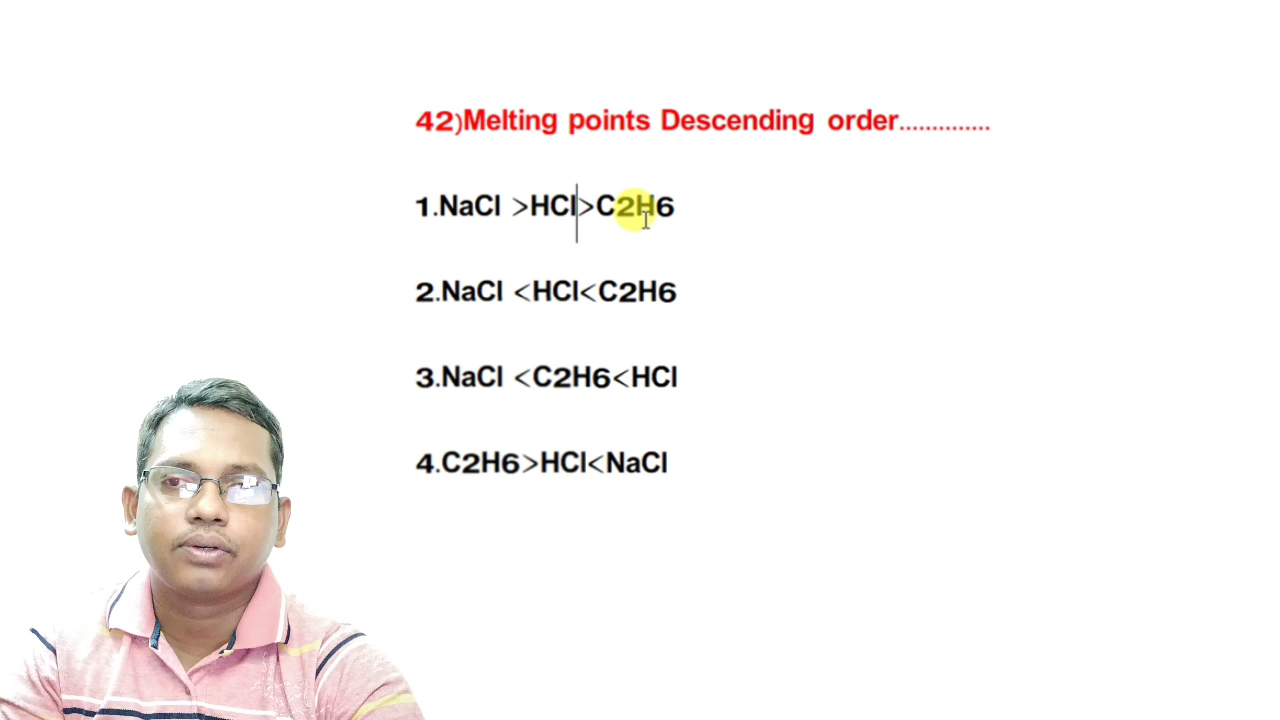 42)Melting points Descending order..............
1.NaCl >HCl>C2H6
2.NaCl <HCl<C2H6
3.NaCl <C2H6<HCl
4.C2H6>HCl<NaCl